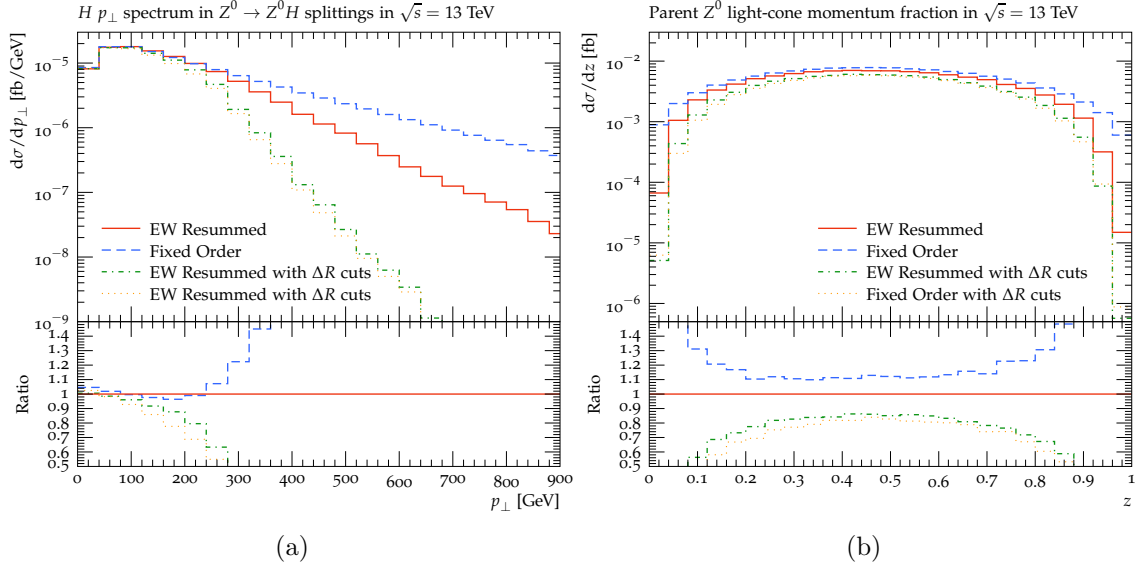 H p⊥ spectrum in Z⁰ → Z⁰H splittings in √s = 13 TeV
dσ/dp⊥ [fb/GeV]
10⁻⁵
10⁻⁶
10⁻⁷
10⁻⁸
10⁻⁹
EW Resummed
Fixed Order
EW Resummed with ΔR cuts
EW Resummed with ΔR cuts
Ratio
1.4
1.3
1.2
1.1
1
0.9
0.8
0.7
0.6
0.5
0 100 200 300 400 500 600 700 800 900
p⊥ [GeV]
(a)
Parent Z⁰ light-cone momentum fraction in √s = 13 TeV
dσ/dz [fb]
10⁻²
10⁻³
10⁻⁴
10⁻⁵
10⁻⁶
EW Resummed
Fixed Order
EW Resummed with ΔR cuts
Fixed Order with ΔR cuts
Ratio
1.4
1.3
1.2
1.1
1
0.9
0.8
0.7
0.6
0.5
0 0.1 0.2 0.3 0.4 0.5 0.6 0.7 0.8 0.9 1
z
(b)